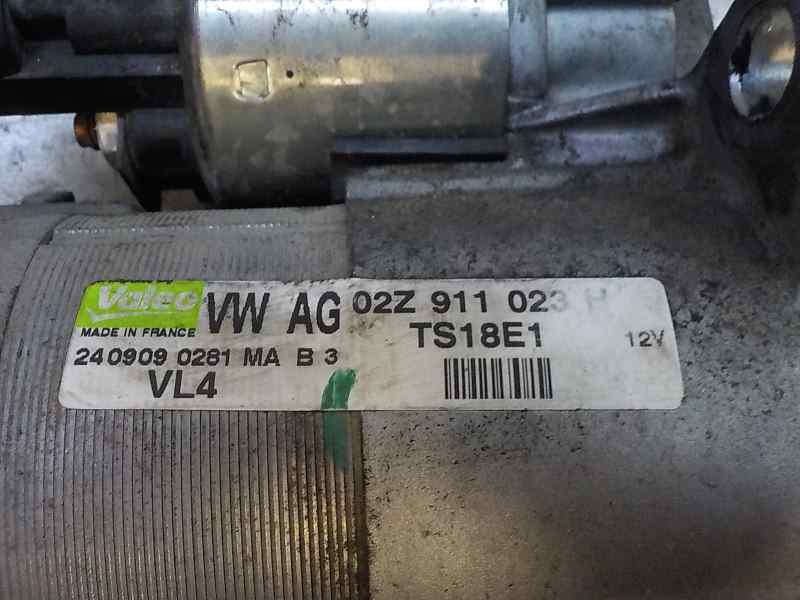 Valeo VW AG 02Z 911 023
MADE IN FRANCE TS18E1 12V
240909 0281 MA B 3
VL4